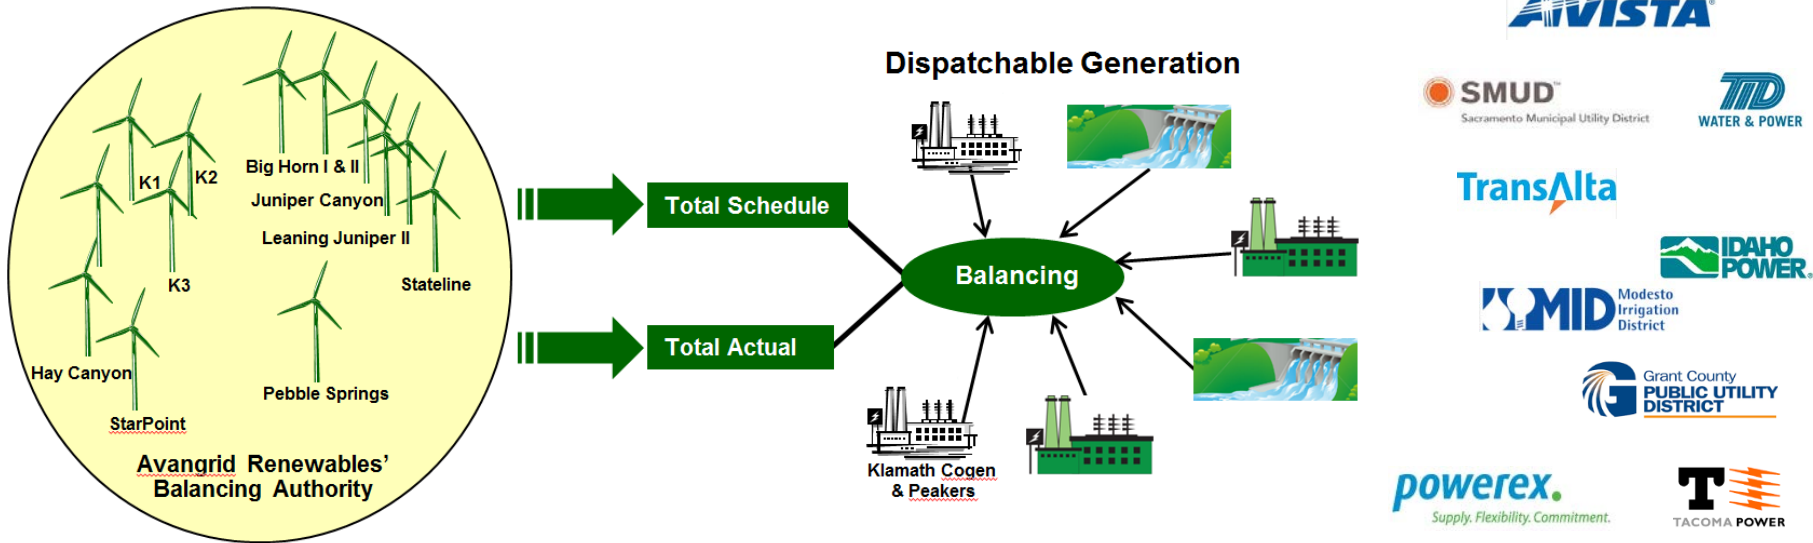 Big Horn I & II
K1
K2
Juniper Canyon
Leaning Juniper II
K3
Stateline
Hay Canyon
Pebble Springs
StarPoint
Avangrid Renewables’
Balancing Authority
Total Schedule
Total Actual
Dispatchable Generation
Balancing
Klamath Cogen
& Peakers
AVISTA
SMUD™
Sacramento Municipal Utility District
TID
WATER & POWER
TransAlta
IDAHO
POWER®
MID
Modesto
Irrigation
District
Grant County
PUBLIC UTILITY
DISTRICT
powerex.
Supply. Flexibility. Commitment.
T
TACOMA POWER